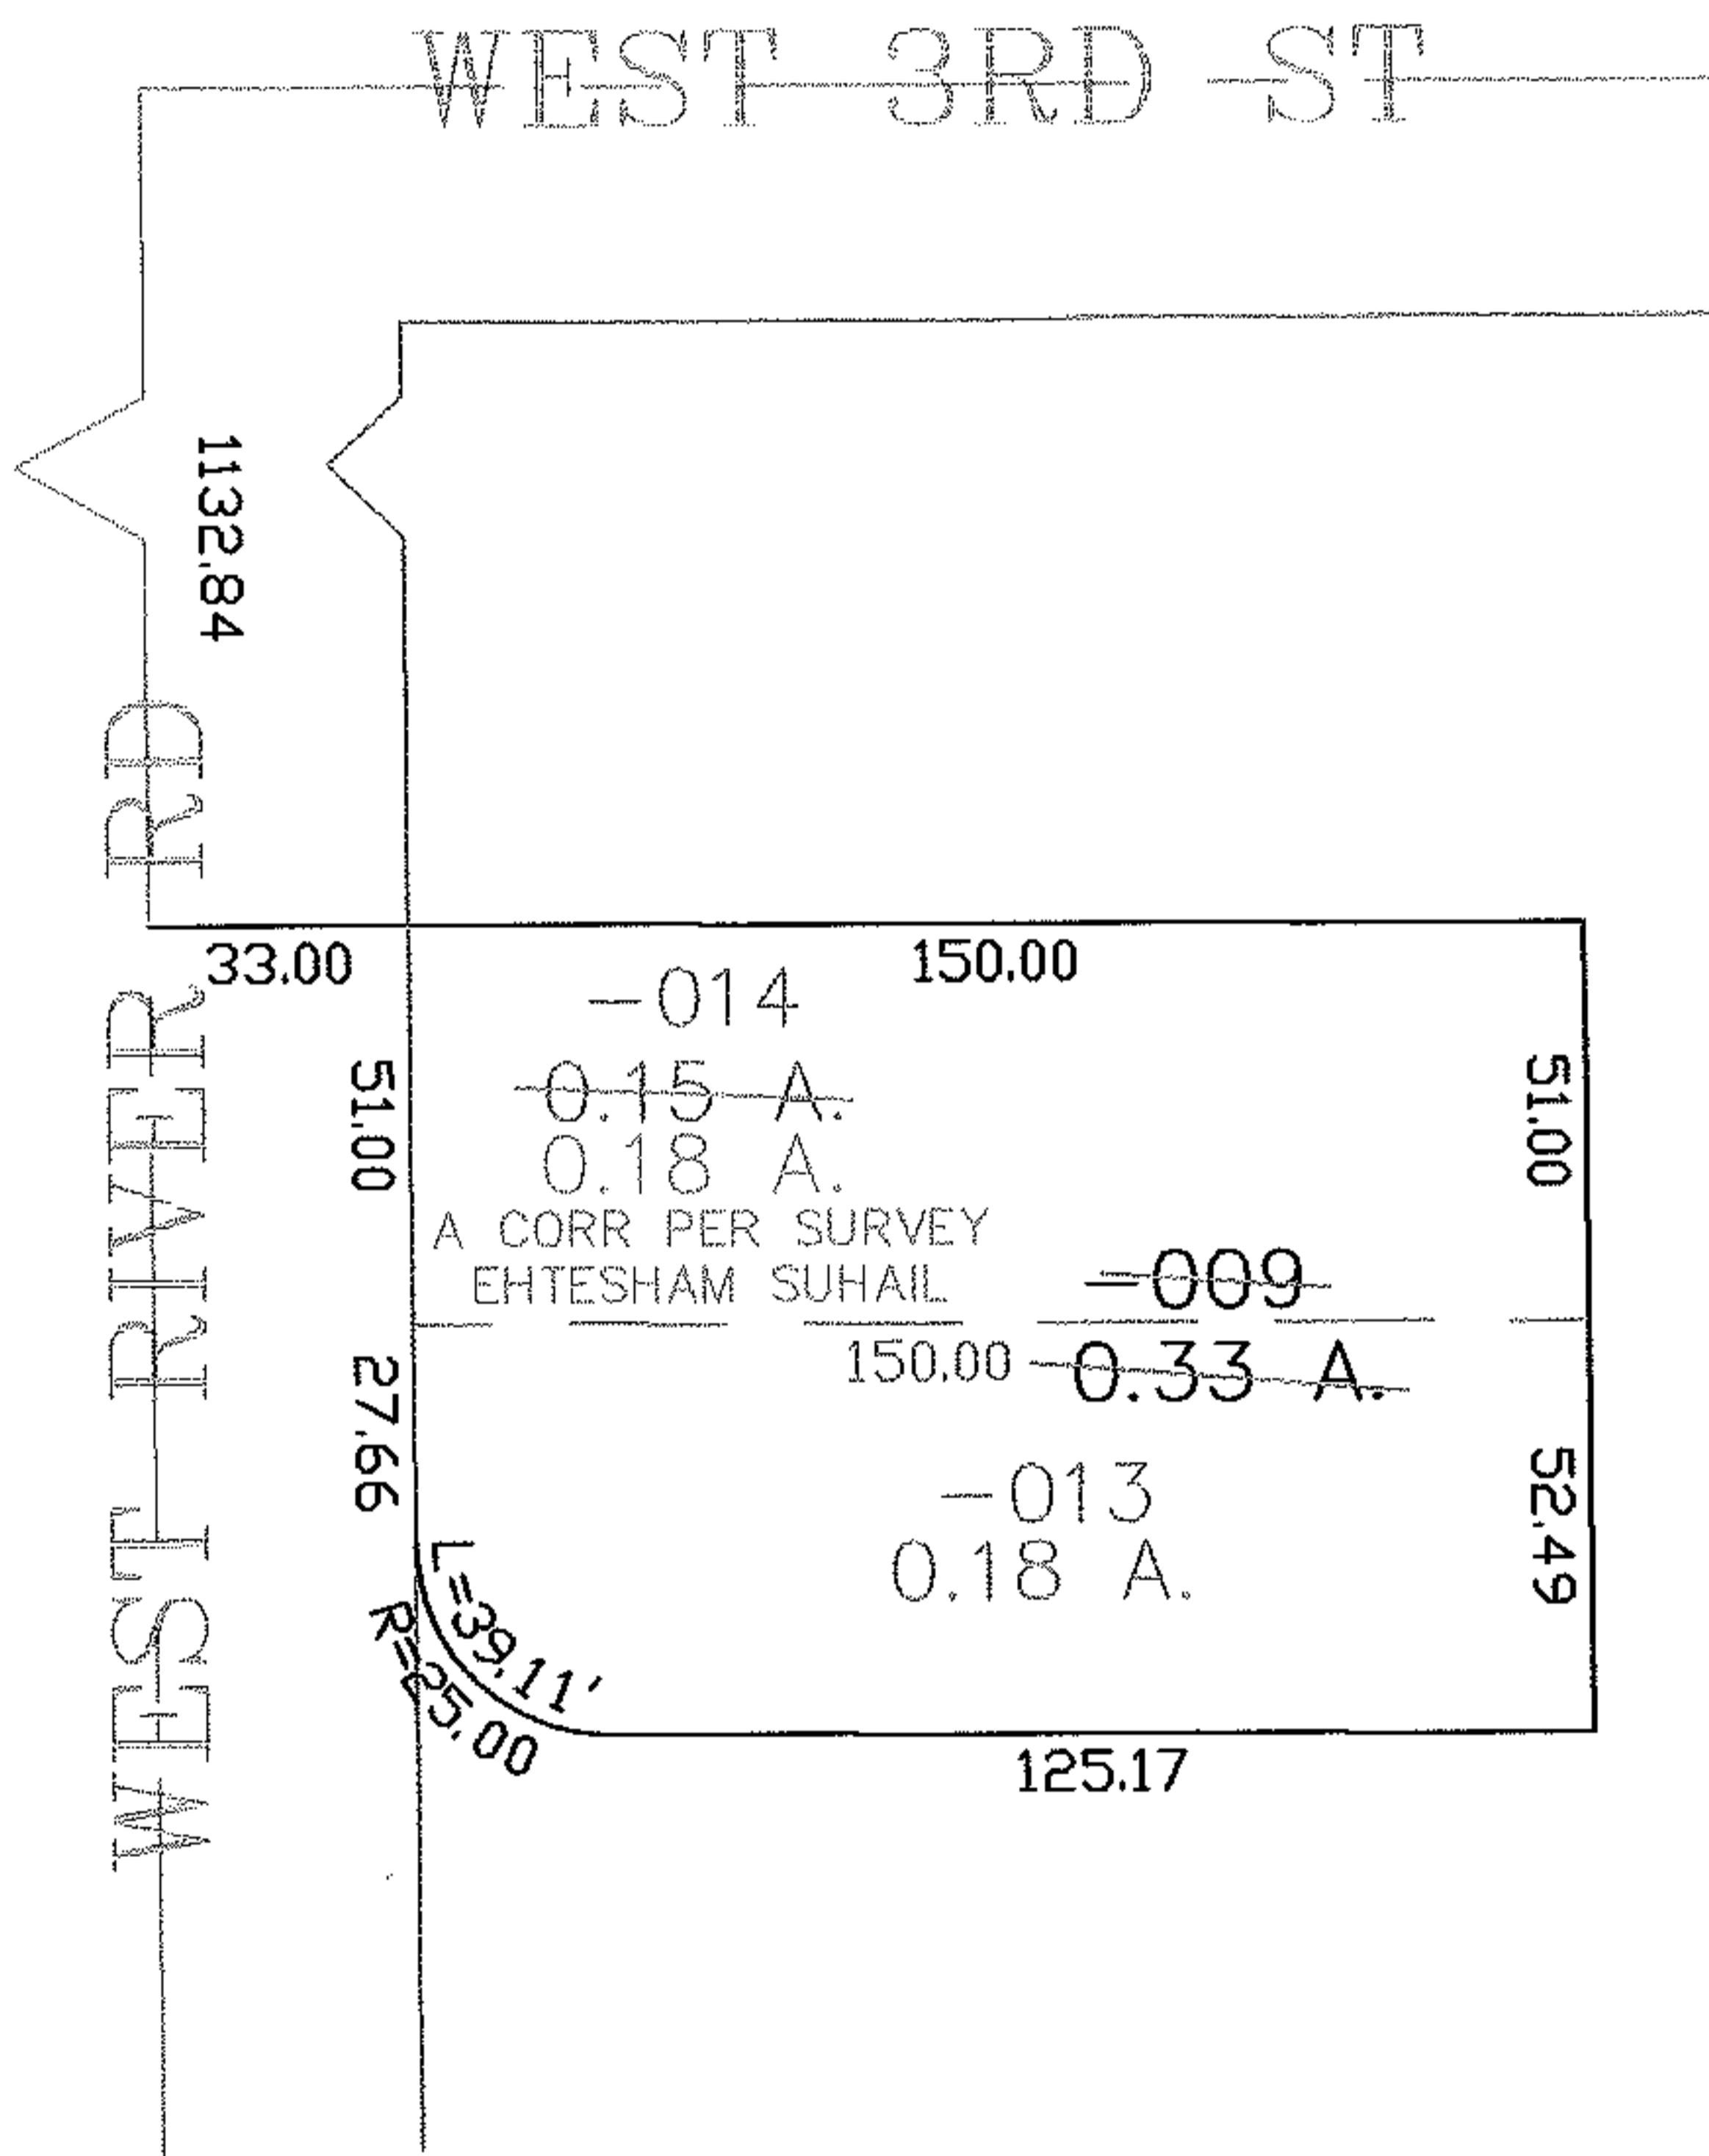 WEST 3RD ST
1132.84
WEST RIVER RD
33.00
150.00
-014
0.15 A.
0.18 A.
A CORR PER SURVEY
EHTESHAM SUHAIL
51.00
51.00
-009
150.00
0.33 A.
27.66
52.49
-013
0.18 A.
L=39.11'
R=25.00
125.17